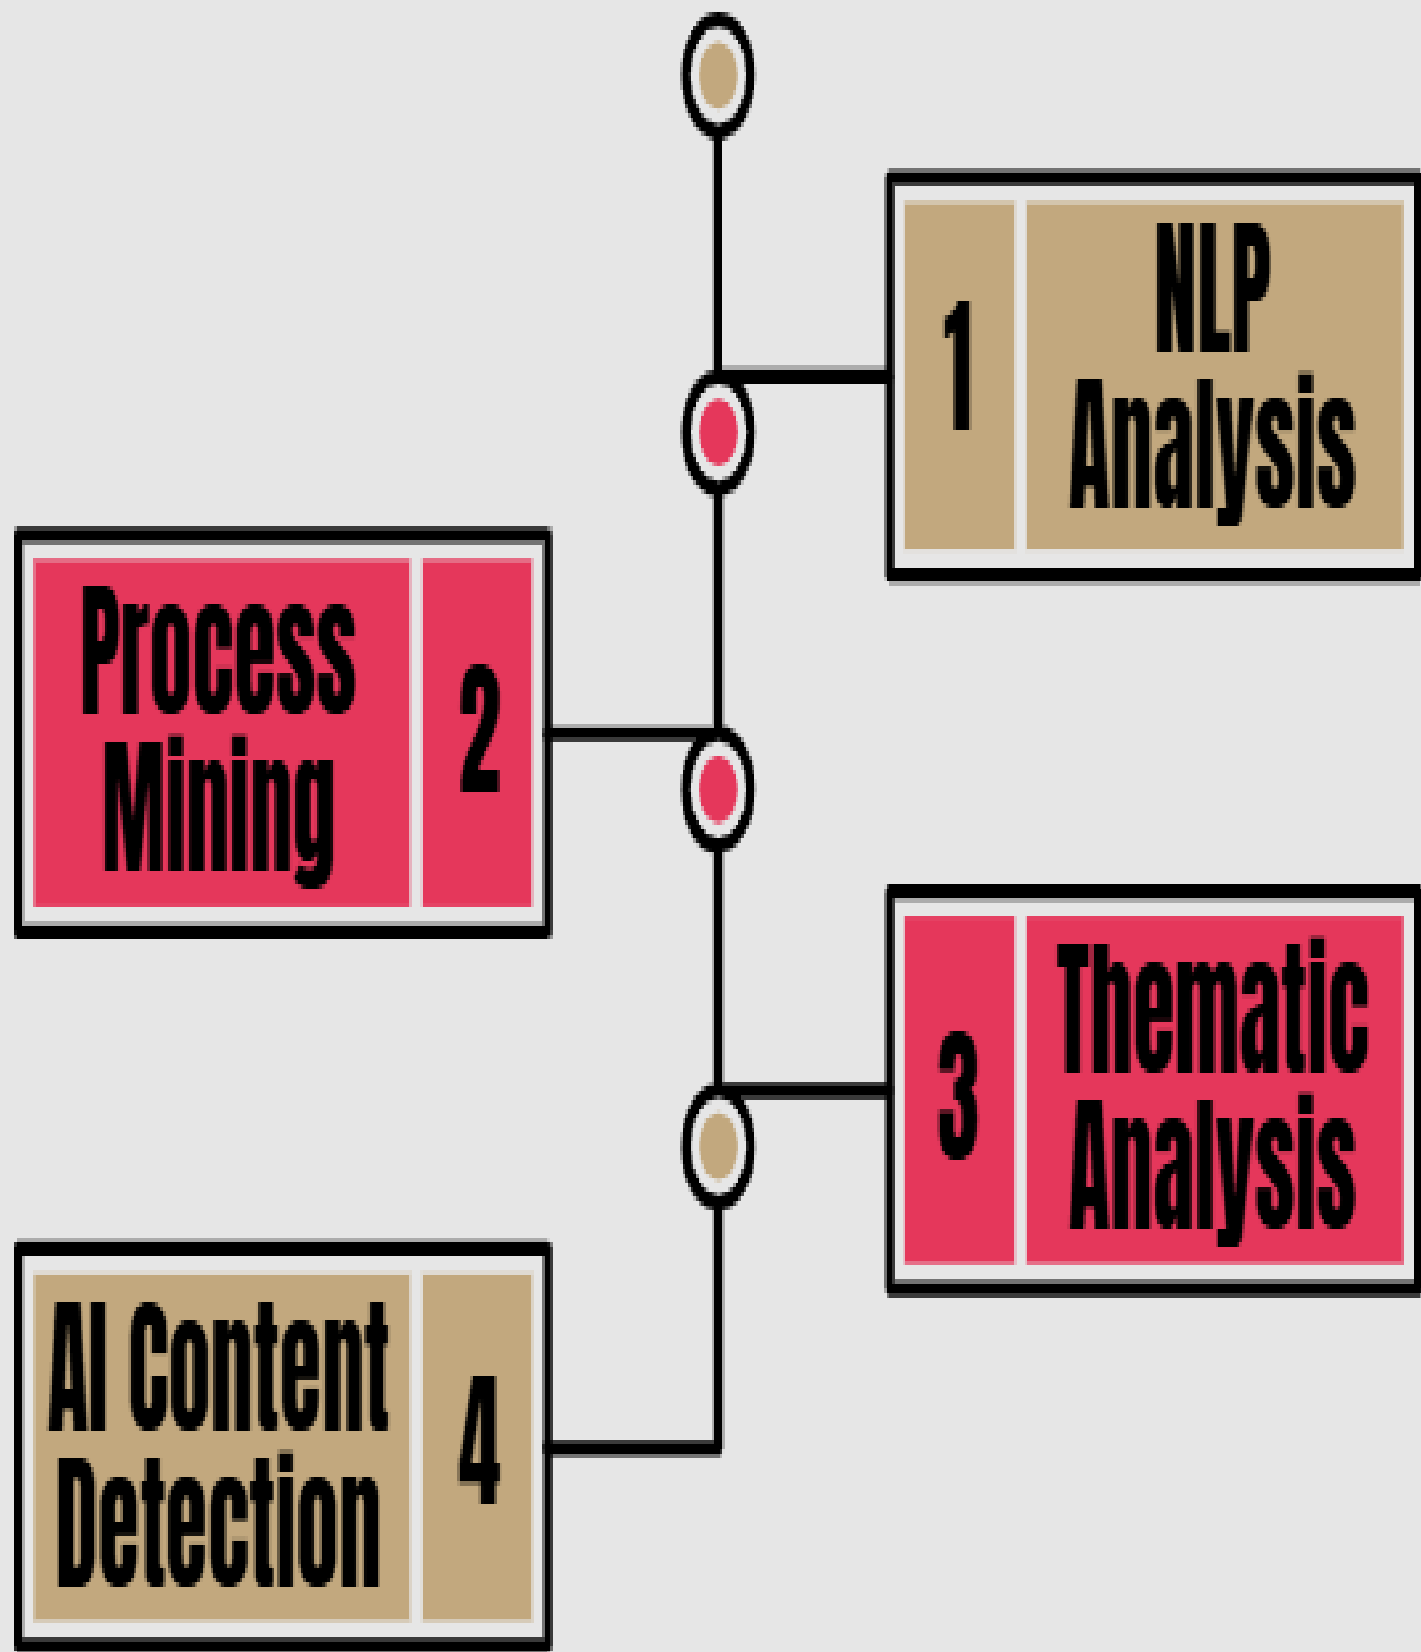 1
NLP
Analysis
Process
Mining
2
3
Thematic
Analysis
AI Content
Detection
4